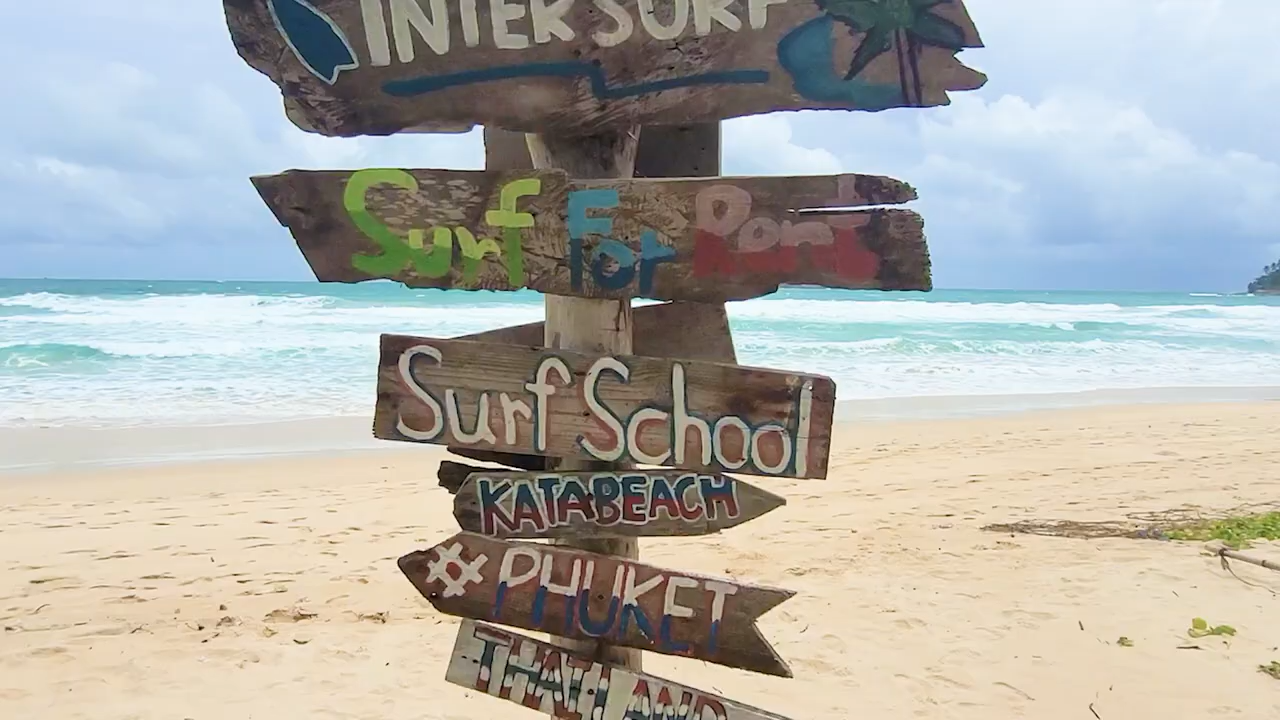 INTERSURF
Surf For Rent
Surf School
KATABEACH
#PHUKET
THAILAND